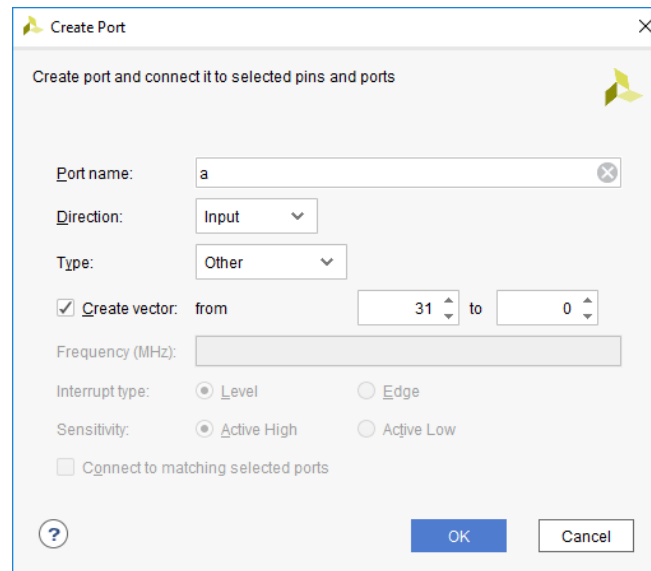 Create Port
Create port and connect it to selected pins and ports
Port name: a
Direction: Input
Type: Other
Create vector: from 31 to 0
Frequency (MHz):
Interrupt type: Level Edge
Sensitivity: Active High Active Low
Connect to matching selected ports
? OK Cancel